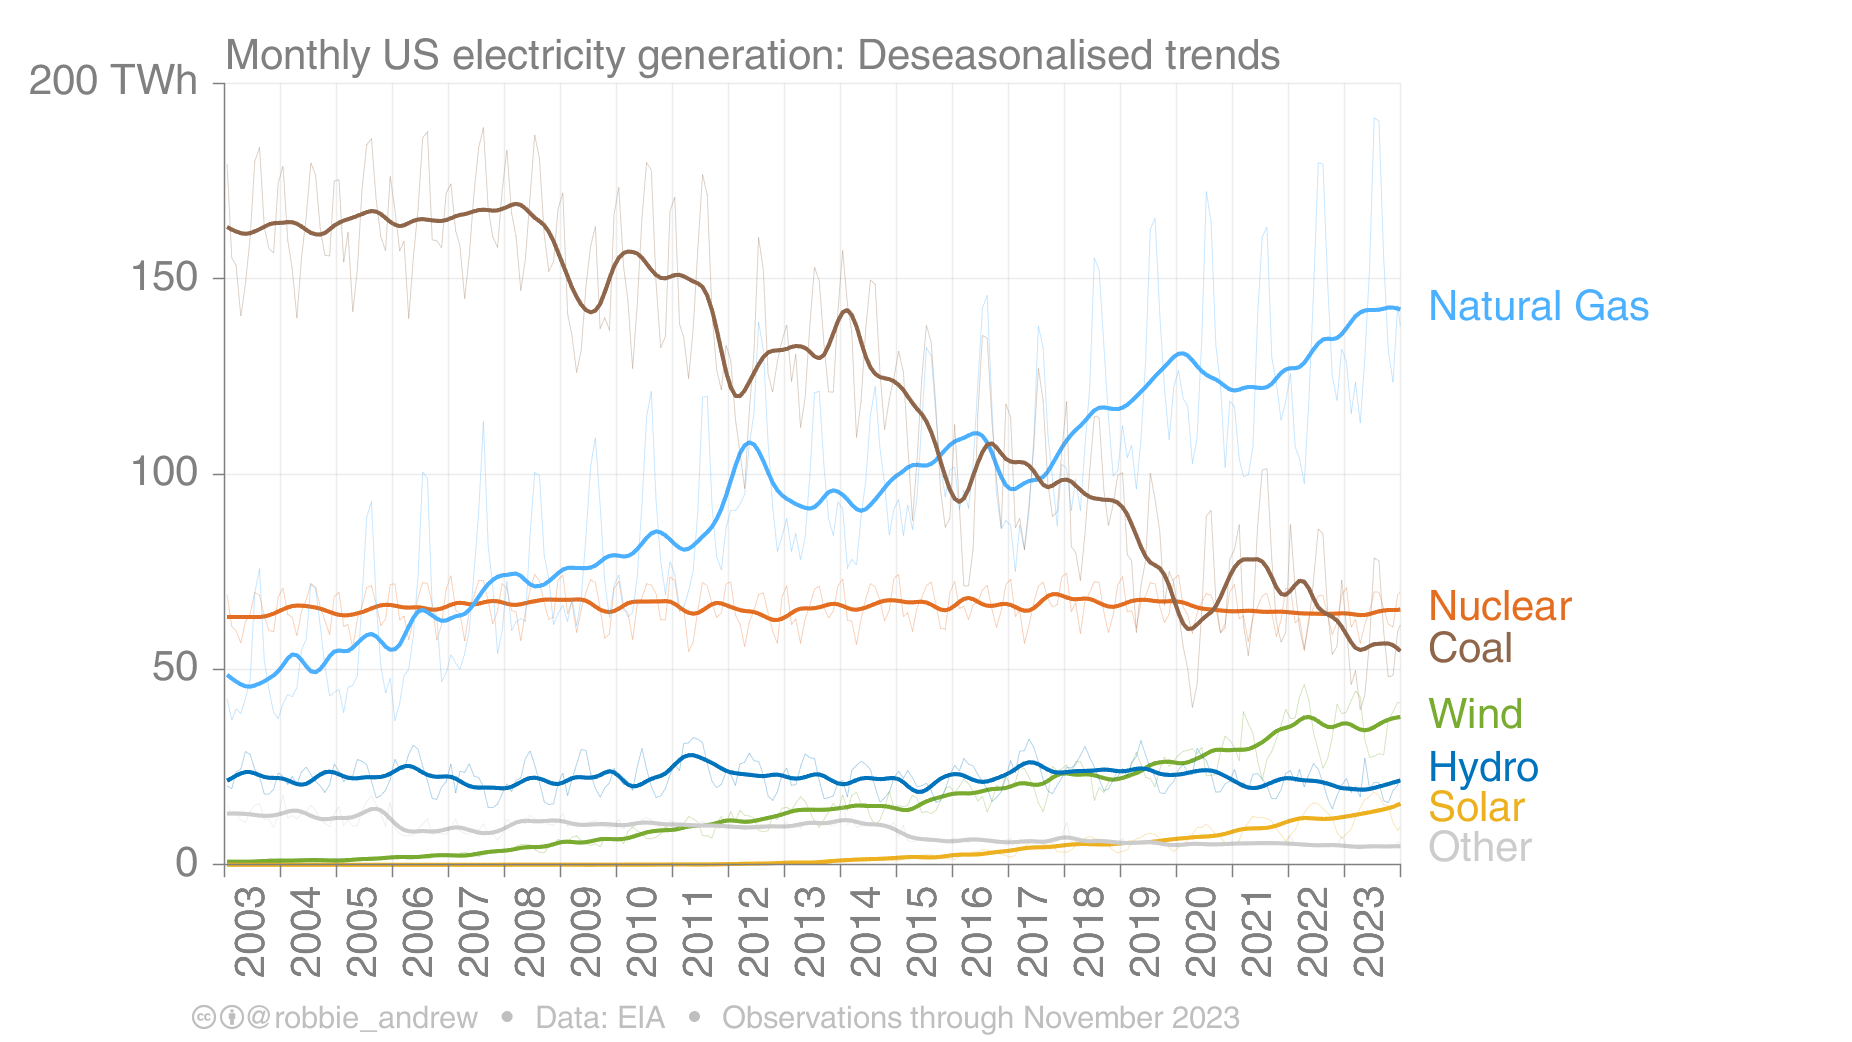 Monthly US electricity generation: Deseasonalised trends
200 TWh
150
100
50
0
Natural Gas
Nuclear
Coal
Wind
Hydro
Solar
Other
2003
2004
2005
2006
2007
2008
2009
2010
2011
2012
2013
2014
2015
2016
2017
2018
2019
2020
2021
2022
2023
@robbie_andrew • Data: EIA • Observations through November 2023